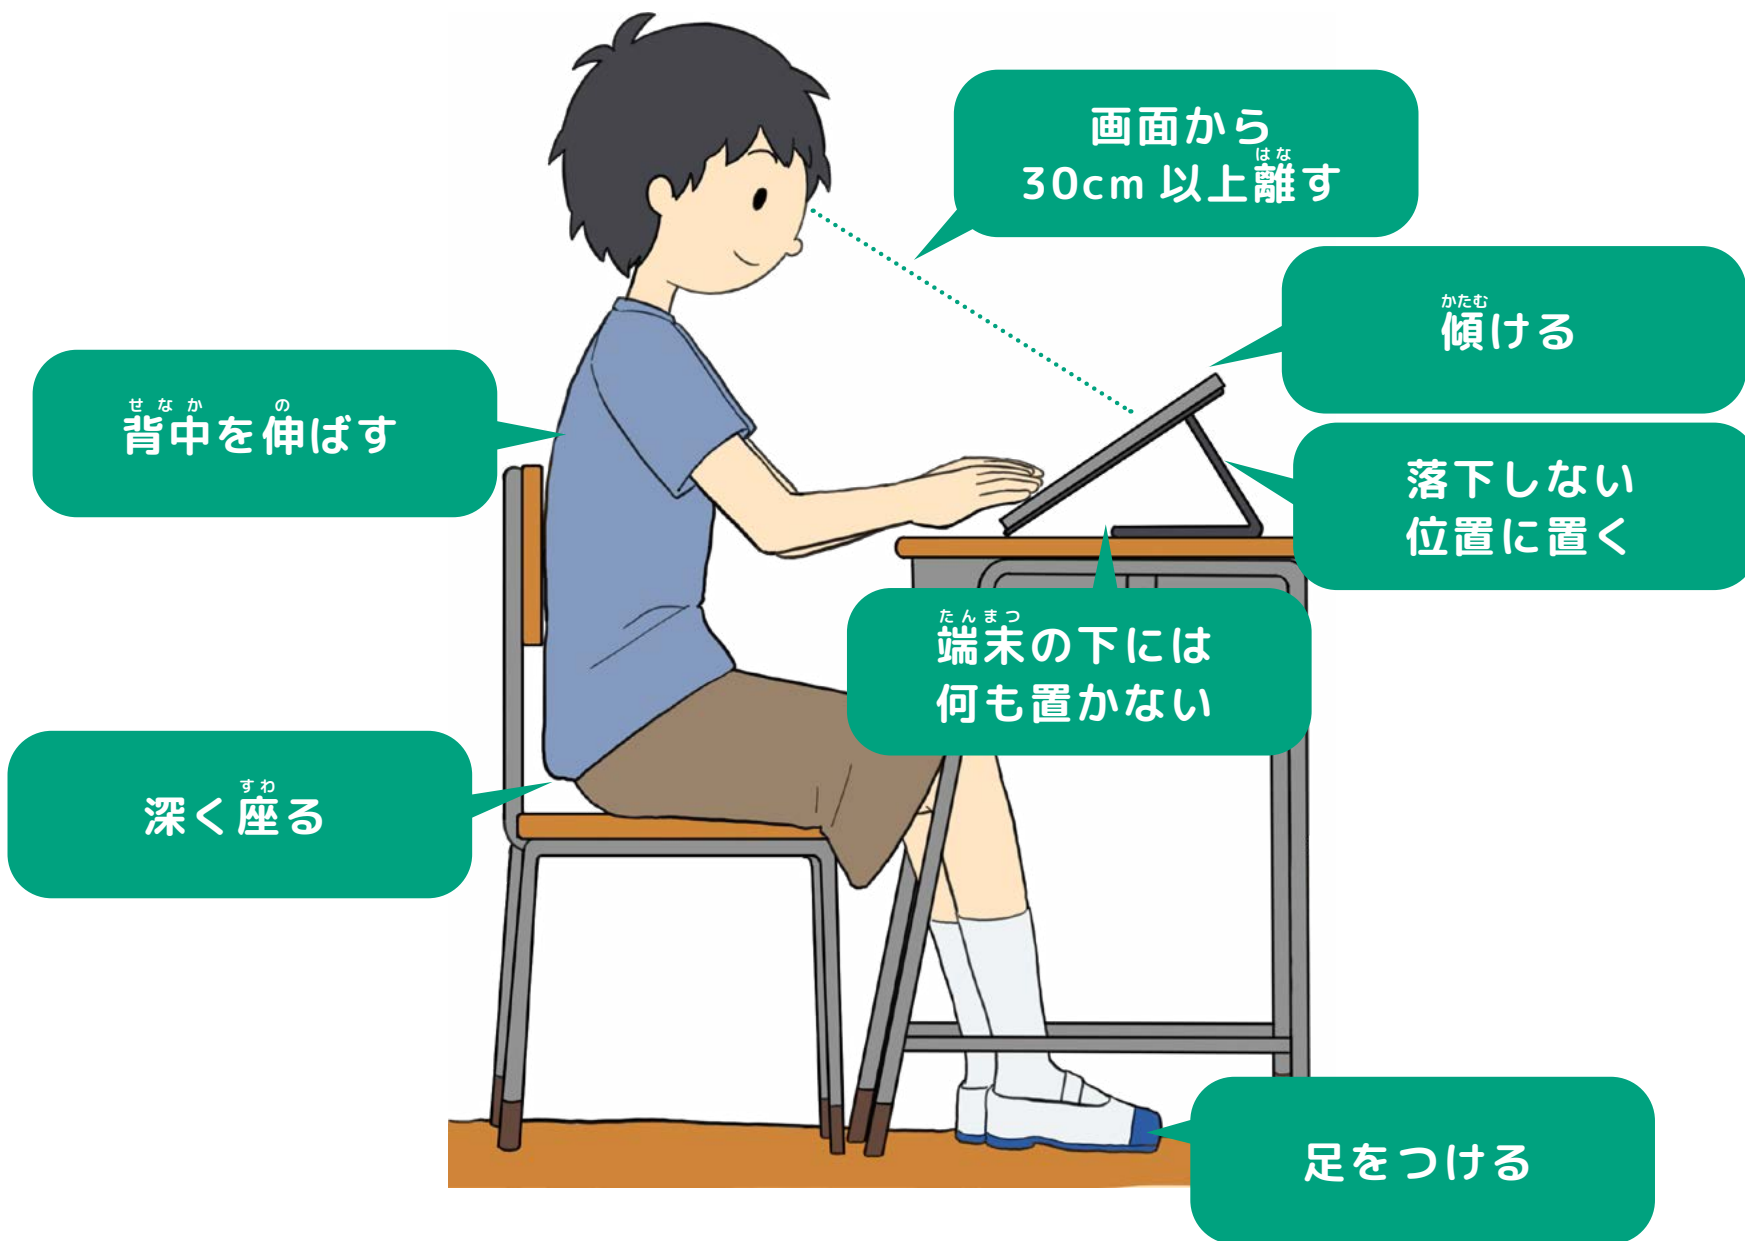 画面から
30cm 以上離す
はな
かたむ
傾ける
せなか の
背中を伸ばす
落下しない
位置に置く
たんまつ
端末の下には
何も置かない
すわ
深く座る
足をつける